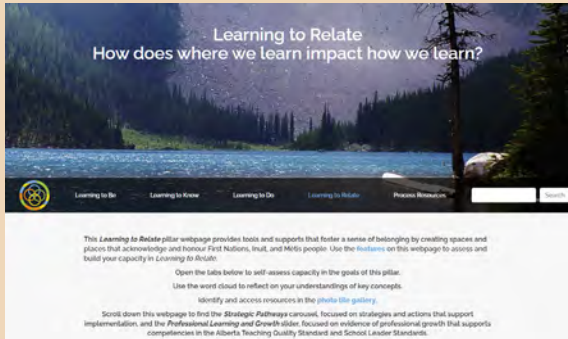 Learning to Relate
How does where we learn impact how we learn?
Learning to Be Learning to Know Learning to Do Learning to Relate Process Resources Search
This Learning to Relate pillar webpage provides tools and supports that foster a sense of belonging by creating spaces and
places that acknowledge and honour First Nations, Inuit, and Métis people. Use the features on this webpage to assess and
build your capacity in Learning to Relate.
Open the tabs below to self-assess capacity in the goals of this pillar.
Use the word cloud to reflect on your understandings of key concepts.
Identify and access resources in the photo tile gallery.
Scroll down this webpage to find the Strategic Pathways carousel, focused on strategies and actions that support
implementation, and the Professional Learning and Growth slider, focused on evidence of professional growth that supports
competencies in the Alberta Teaching Quality Standard and School Leader Standards.